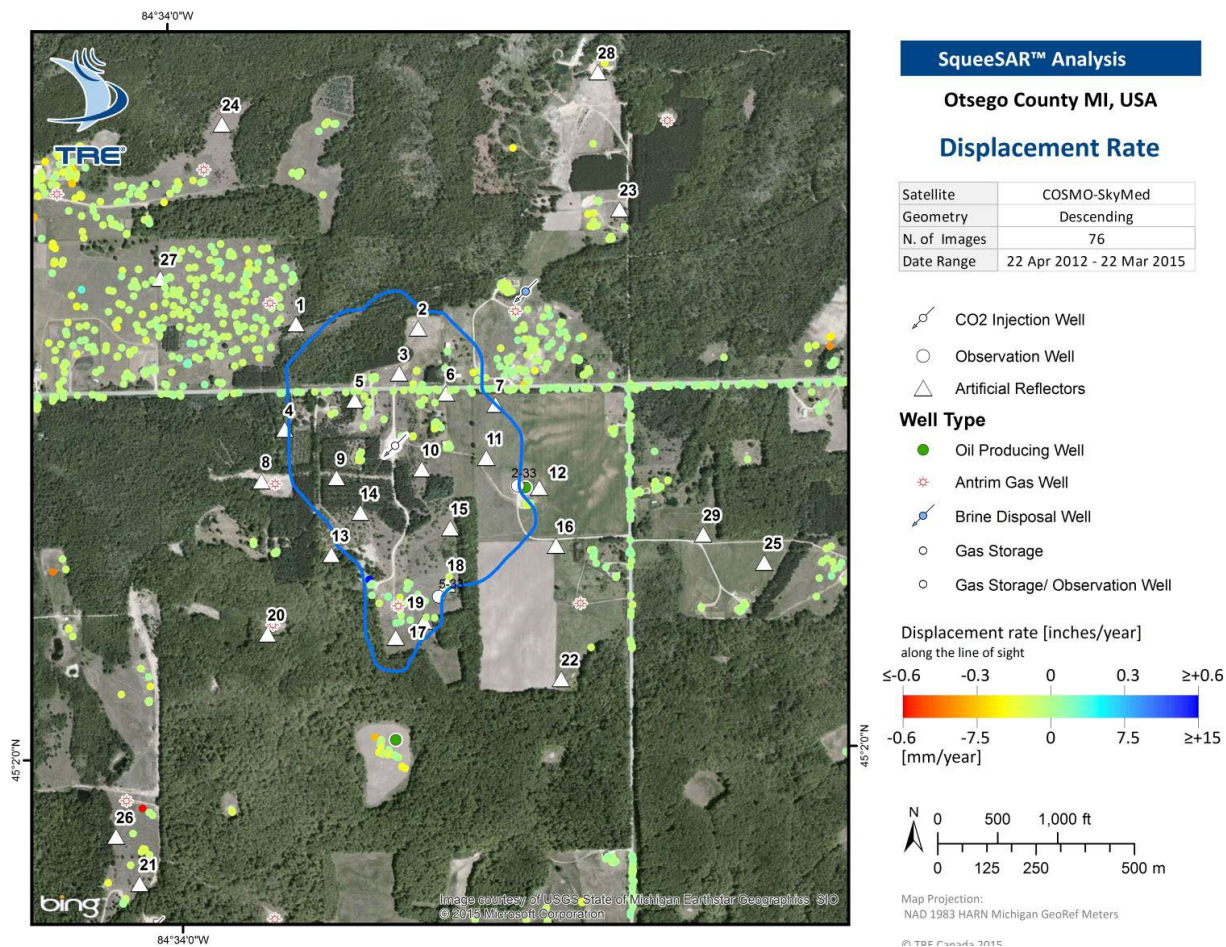 84°34'0"W
TRE®
28
24
23
27
1
2
3
5
6
7
4
8
9
10
11
2-33
12
14
15
13
16
29
25
18
5-33
19
20
17
22
45°2'0"N
45°2'0"N
26
21
bing
Image courtesy of USGS State of Michigan Earthstar Geographics SIO
© 2015 Microsoft Corporation
84°34'0"W
SqueeSAR™ Analysis
Otsego County MI, USA
Displacement Rate
Satellite COSMO-SkyMed
Geometry Descending
N. of Images 76
Date Range 22 Apr 2012 - 22 Mar 2015
CO2 Injection Well
Observation Well
Artificial Reflectors
Well Type
Oil Producing Well
Antrim Gas Well
Brine Disposal Well
Gas Storage
Gas Storage/ Observation Well
Displacement rate [inches/year]
along the line of sight
≤-0.6 -0.3 0 0.3 ≥+0.6
-0.6 -7.5 0 7.5 ≥+15
[mm/year]
N
0 500 1,000 ft
0 125 250 500 m
Map Projection:
NAD 1983 HARN Michigan GeoRef Meters
© TRE Canada 2015